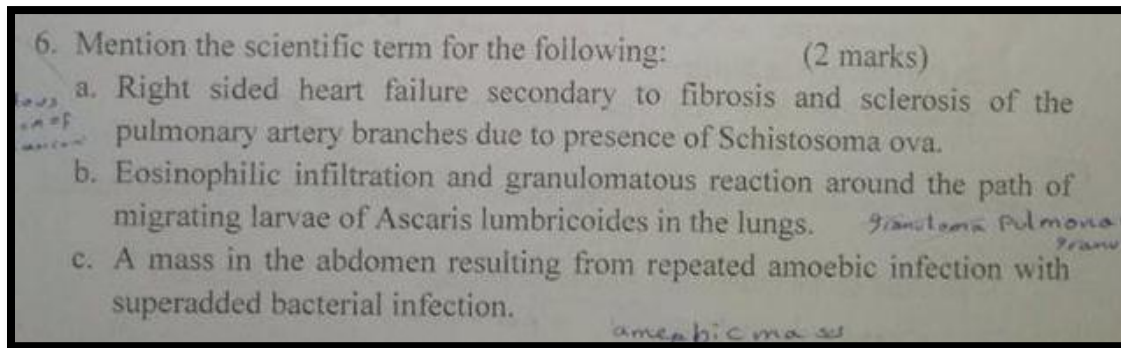 6. Mention the scientific term for the following: (2 marks)
a. Right sided heart failure secondary to fibrosis and sclerosis of the
pulmonary artery branches due to presence of Schistosoma ova.
b. Eosinophilic infiltration and granulomatous reaction around the path of
migrating larvae of Ascaris lumbricoides in the lungs. Pulmona
granu
c. A mass in the abdomen resulting from repeated amoebic infection with
superadded bacterial infection.